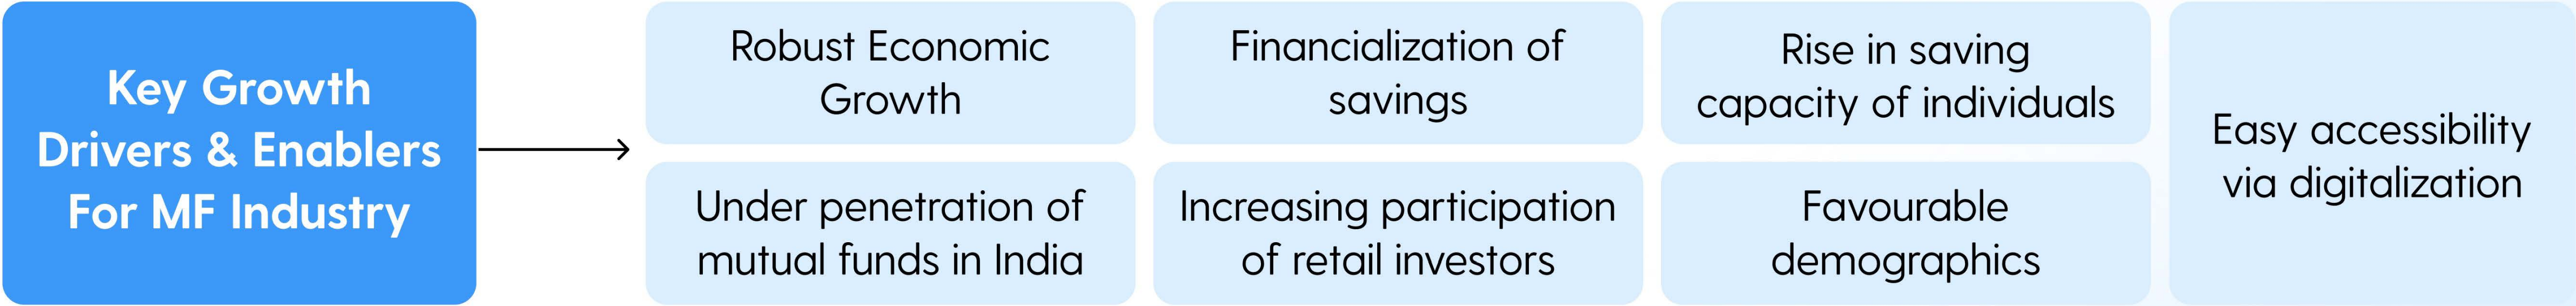 Key Growth
Drivers & Enablers
For MF Industry
Robust Economic
Growth
Financialization of
savings
Rise in saving
capacity of individuals
Easy accessibility
via digitalization
Under penetration of
mutual funds in India
Increasing participation
of retail investors
Favourable
demographics